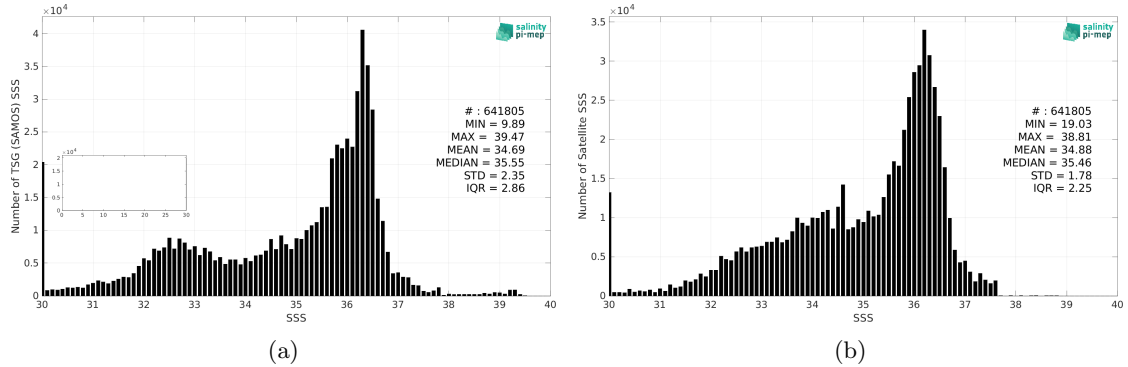 ×10⁴
4
3.5
3
2.5
2
1.5
1
0.5
0
Number of TSG (SAMOS) SSS
salinity
pi-mep
# : 641805
MIN = 9.89
MAX = 39.47
MEAN = 34.69
MEDIAN = 35.55
STD = 2.35
IQR = 2.86
×10⁴
2
1.5
1
0.5
0
0 5 10 15 20 25 30
30 31 32 33 34 35 36 37 38 39 40
SSS
(a)
×10⁴
3.5
3
2.5
2
1.5
1
0.5
0
Number of Satellite SSS
salinity
pi-mep
# : 641805
MIN = 19.03
MAX = 38.81
MEAN = 34.88
MEDIAN = 35.46
STD = 1.78
IQR = 2.25
30 31 32 33 34 35 36 37 38 39 40
SSS
(b)